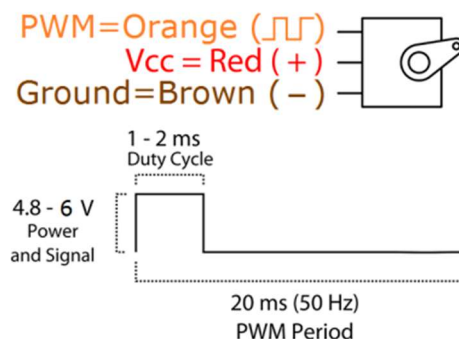 PWM=Orange (⎍⎍)
Vcc = Red (+)
Ground=Brown (−)
1 - 2 ms
Duty Cycle
4.8 - 6 V
Power
and Signal
20 ms (50 Hz)
PWM Period